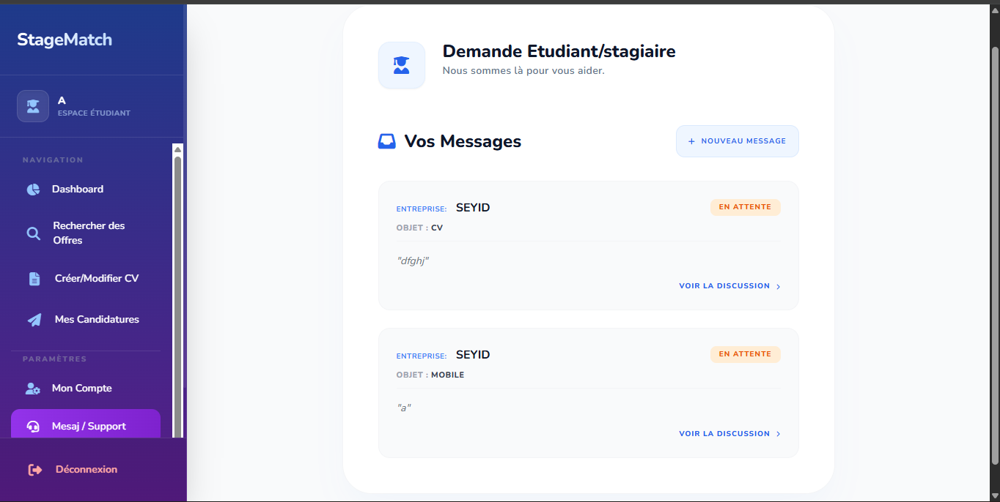 StageMatch
A
ESPACE ÉTUDIANT
NAVIGATION
Dashboard
Rechercher des
Offres
Créer/Modifier CV
Mes Candidatures
PARAMÈTRES
Mon Compte
Mesaj / Support
Déconnexion
Demande Etudiant/stagiaire
Nous sommes là pour vous aider.
Vos Messages
+ NOUVEAU MESSAGE
ENTREPRISE: SEYID
EN ATTENTE
OBJET : CV
"dfghj"
VOIR LA DISCUSSION
ENTREPRISE: SEYID
EN ATTENTE
OBJET : MOBILE
"a"
VOIR LA DISCUSSION